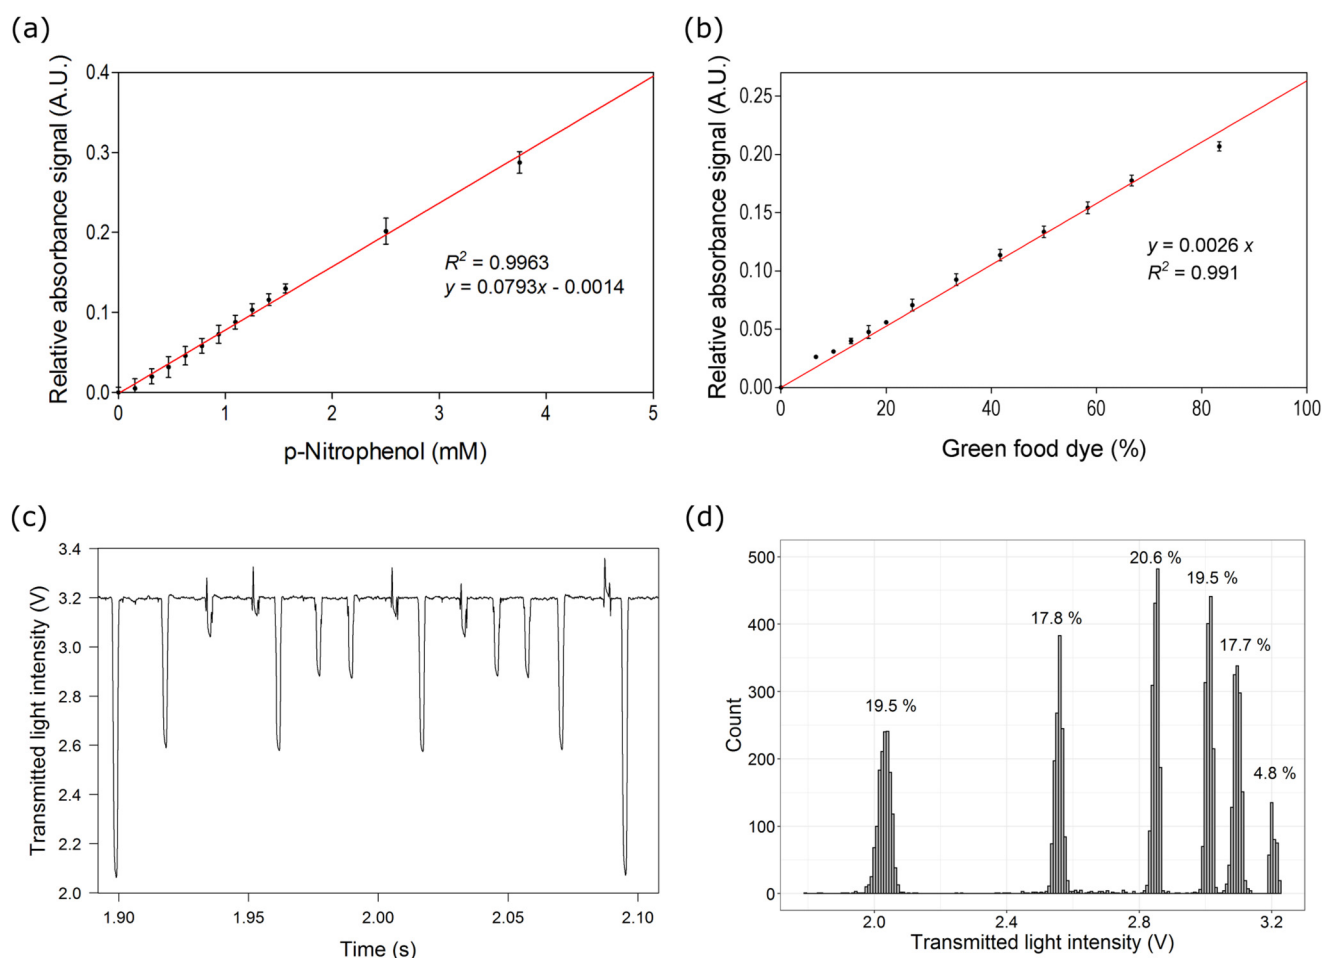 (a)
Relative absorbance signal (A.U.)
0.4
0.3
0.2
0.1
0.0
0 1 2 3 4 5
p-Nitrophenol (mM)
R² = 0.9963
y = 0.0793x - 0.0014
(b)
Relative absorbance signal (A.U.)
0.25
0.20
0.15
0.10
0.05
0.00
0 20 40 60 80 100
Green food dye (%)
y = 0.0026 x
R² = 0.991
(c)
Transmitted light intensity (V)
3.4
3.2
3.0
2.8
2.6
2.4
2.2
2.0
1.90 1.95 2.00 2.05 2.10
Time (s)
(d)
Count
500
400
300
200
100
0
19.5 %
17.8 %
20.6 %
19.5 %
17.7 %
4.8 %
2.0 2.4 2.8 3.2
Transmitted light intensity (V)